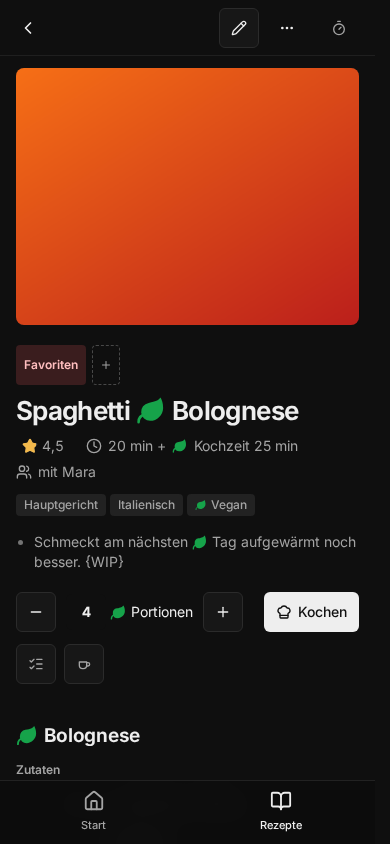 Favoriten
Spaghetti Bolognese
4,5 20 min + Kochzeit 25 min
mit Mara
Hauptgericht Italienisch Vegan
Schmeckt am nächsten Tag aufgewärmt noch
besser. {WIP}
4 Portionen Kochen
Bolognese
Zutaten
Start Rezepte